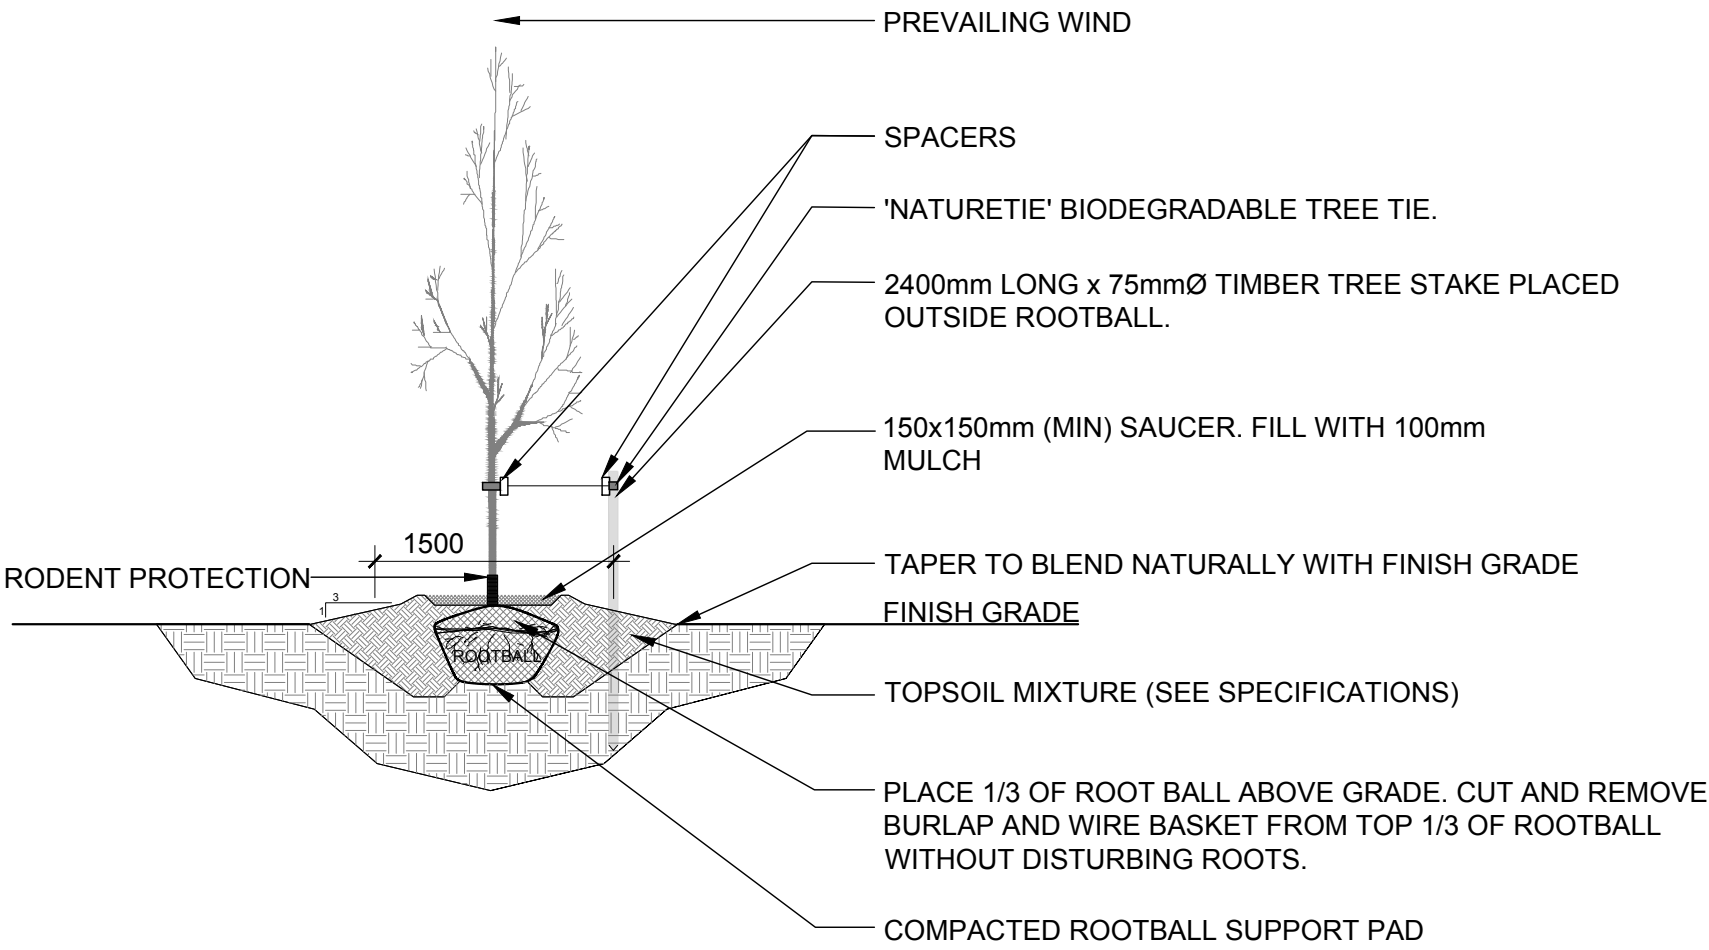 PREVAILING WIND
SPACERS
'NATURETIE' BIODEGRADABLE TREE TIE.
2400mm LONG x 75mmØ TIMBER TREE STAKE PLACED
OUTSIDE ROOTBALL.
150x150mm (MIN) SAUCER. FILL WITH 100mm
MULCH
1500
TAPER TO BLEND NATURALLY WITH FINISH GRADE
RODENT PROTECTION
3
1
FINISH GRADE
ROOTBALL
TOPSOIL MIXTURE (SEE SPECIFICATIONS)
PLACE 1/3 OF ROOT BALL ABOVE GRADE. CUT AND REMOVE
BURLAP AND WIRE BASKET FROM TOP 1/3 OF ROOTBALL
WITHOUT DISTURBING ROOTS.
COMPACTED ROOTBALL SUPPORT PAD